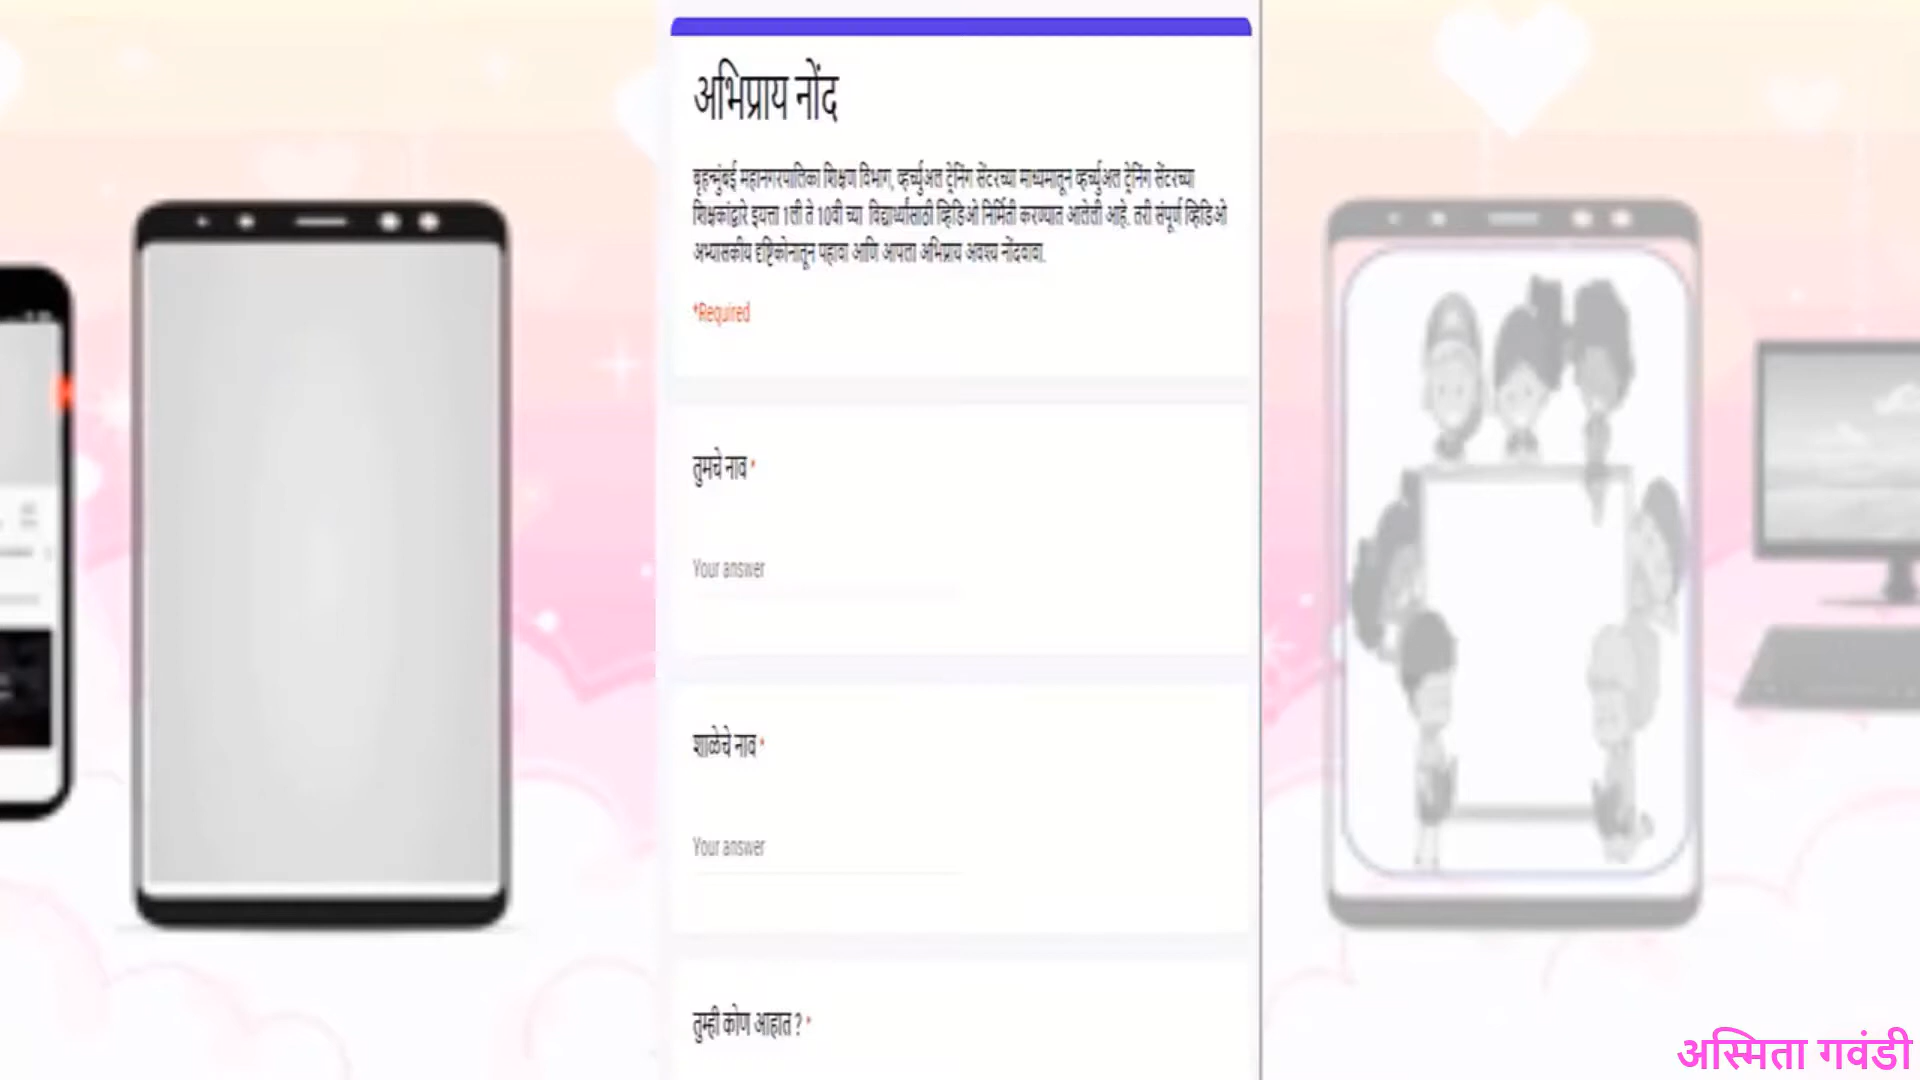 अभिप्राय नोंद
बृहन्मुंबई महानगरपालिका शिक्षण विभाग, व्हर्च्युअल ट्रेनिंग सेंटरच्या माध्यमातून व्हर्च्युअल ट्रेनिंग सेंटरच्या
शिक्षकांद्वारे इयत्ता 1ली ते 10वी च्या विद्यार्थ्यांसाठी व्हिडिओ निर्मिती करण्यात आलेली आहे. तरी संपूर्ण व्हिडिओ
अभ्यासकीय दृष्टिकोनातून पहावा आणि आपला अभिप्राय अवश्य नोंदवावा.
*Required
तुमचे नाव *
Your answer
शाळेचे नाव *
Your answer
तुम्ही कोण आहात ? *
अस्मिता गवंडी